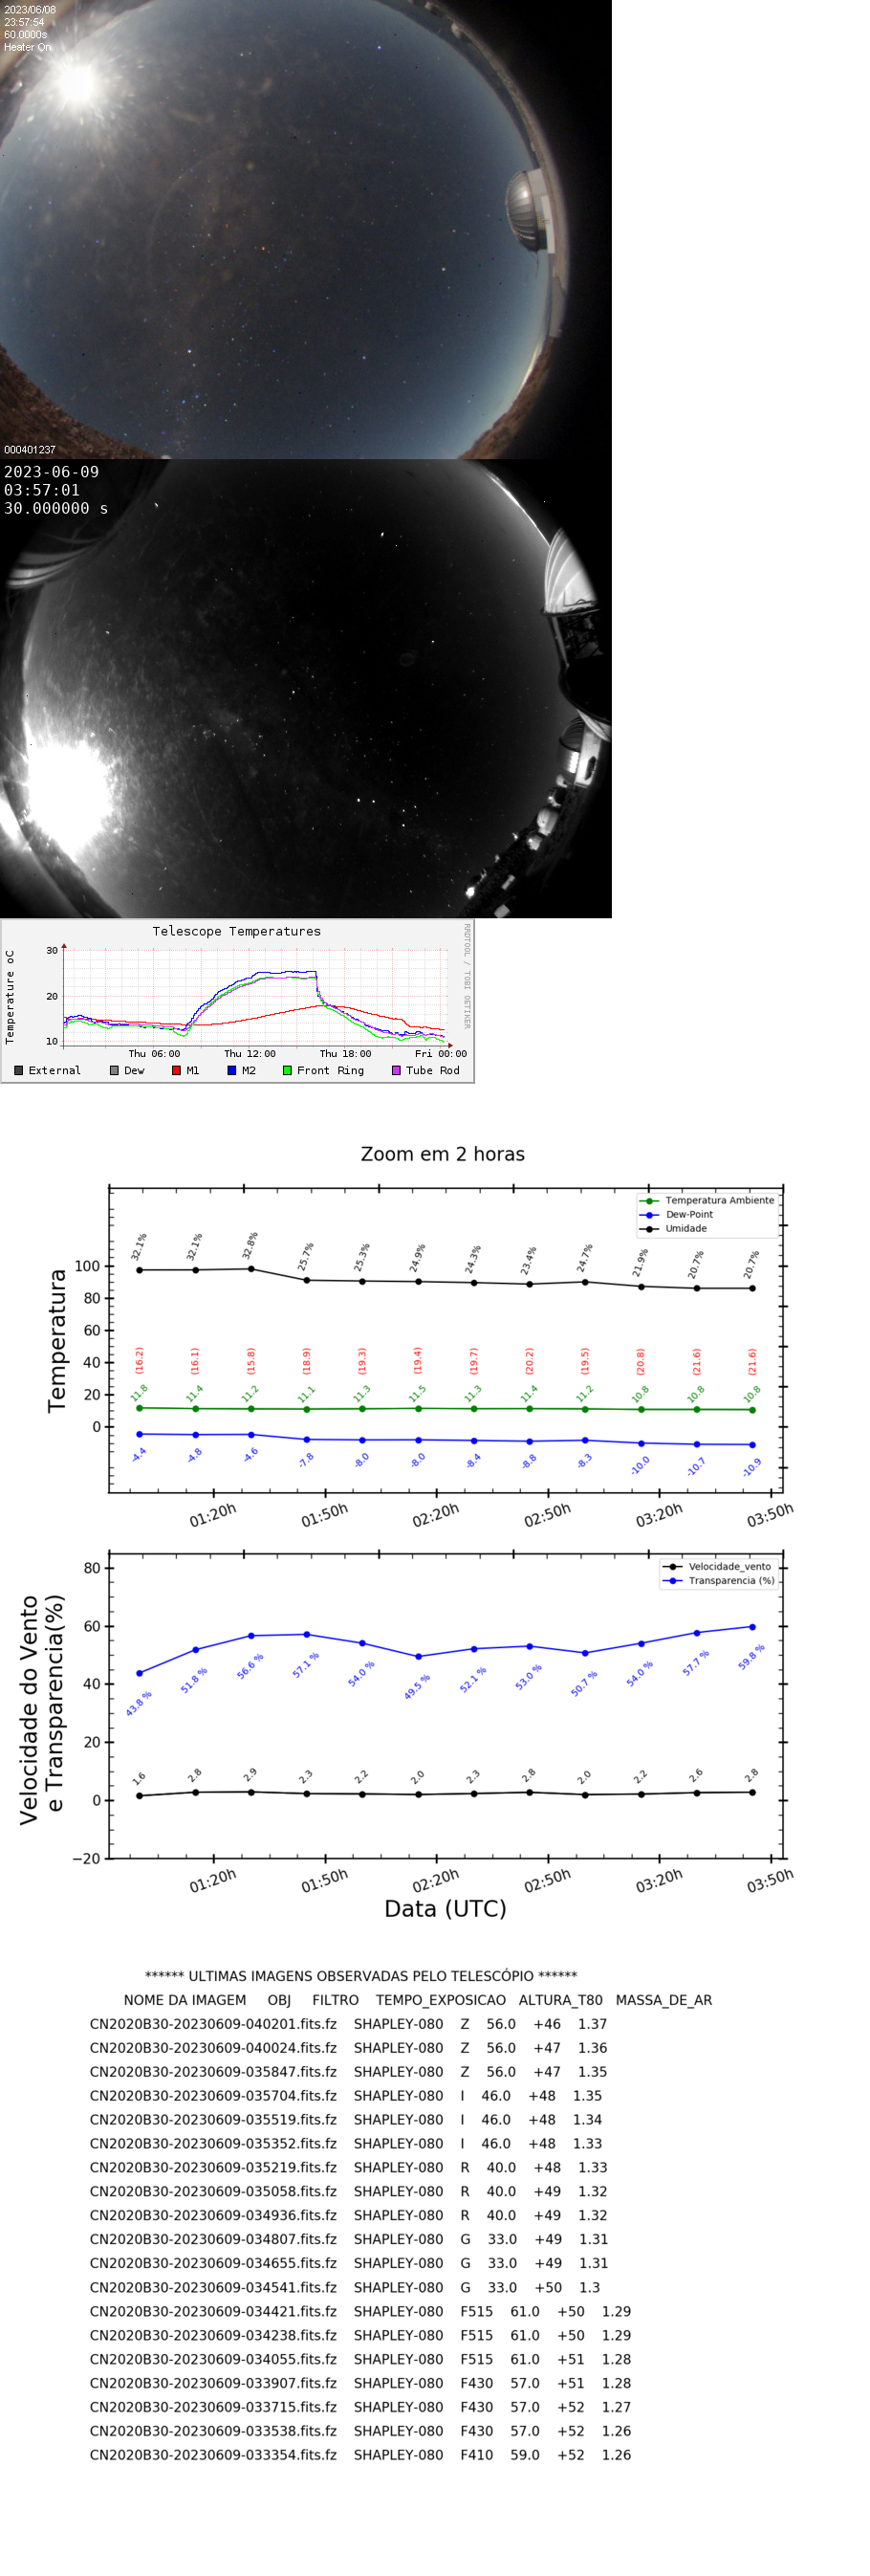 2023/06/08
23:57:54
60.0000s
Heater On
000401237
2023-06-09
03:57:01
30.000000 s
Telescope Temperatures
RRDTOOL / TOBI OETIKER
Temperature oC
30
20
10
Thu 06:00 Thu 12:00 Thu 18:00 Fri 00:00
External Dew M1 M2 Front Ring Tube Rod
Zoom em 2 horas
Temperatura Ambiente
Dew-Point
Umidade
Temperatura
100
80
60
40
20
0
32.1% 32.1% 32.8% 25.7% 25.3% 24.9% 24.3% 23.4% 24.7% 21.9% 20.7% 20.7%
(16.2) (16.1) (15.8) (18.9) (19.3) (19.4) (19.7) (20.2) (19.5) (20.8) (21.6) (21.6)
11.8 11.4 11.2 11.1 11.3 11.5 11.3 11.4 11.2 10.8 10.8 10.8
-4.4 -4.8 -4.6 -7.8 -8.0 -8.0 -8.4 -8.8 -8.3 -10.0 -10.7 -10.9
01:20h 01:50h 02:20h 02:50h 03:20h 03:50h
Velocidade_vento
Transparencia (%)
Velocidade do Vento
e Transparencia(%)
80
60
40
20
0
−20
43.8 % 51.8 % 56.6 % 57.1 % 54.0 % 49.5 % 52.1 % 53.0 % 50.7 % 54.0 % 57.7 % 59.8 %
1.6 2.8 2.9 2.3 2.2 2.0 2.3 2.8 2.0 2.2 2.6 2.8
01:20h 01:50h 02:20h 02:50h 03:20h 03:50h
Data (UTC)
****** ULTIMAS IMAGENS OBSERVADAS PELO TELESCÓPIO ******
NOME DA IMAGEM OBJ FILTRO TEMPO_EXPOSICAO ALTURA_T80 MASSA_DE_AR
CN2020B30-20230609-040201.fits.fz SHAPLEY-080 Z 56.0 +46 1.37
CN2020B30-20230609-040024.fits.fz SHAPLEY-080 Z 56.0 +47 1.36
CN2020B30-20230609-035847.fits.fz SHAPLEY-080 Z 56.0 +47 1.35
CN2020B30-20230609-035704.fits.fz SHAPLEY-080 I 46.0 +48 1.35
CN2020B30-20230609-035519.fits.fz SHAPLEY-080 I 46.0 +48 1.34
CN2020B30-20230609-035352.fits.fz SHAPLEY-080 I 46.0 +48 1.33
CN2020B30-20230609-035219.fits.fz SHAPLEY-080 R 40.0 +48 1.33
CN2020B30-20230609-035058.fits.fz SHAPLEY-080 R 40.0 +49 1.32
CN2020B30-20230609-034936.fits.fz SHAPLEY-080 R 40.0 +49 1.32
CN2020B30-20230609-034807.fits.fz SHAPLEY-080 G 33.0 +49 1.31
CN2020B30-20230609-034655.fits.fz SHAPLEY-080 G 33.0 +49 1.31
CN2020B30-20230609-034541.fits.fz SHAPLEY-080 G 33.0 +50 1.3
CN2020B30-20230609-034421.fits.fz SHAPLEY-080 F515 61.0 +50 1.29
CN2020B30-20230609-034238.fits.fz SHAPLEY-080 F515 61.0 +50 1.29
CN2020B30-20230609-034055.fits.fz SHAPLEY-080 F515 61.0 +51 1.28
CN2020B30-20230609-033907.fits.fz SHAPLEY-080 F430 57.0 +51 1.28
CN2020B30-20230609-033715.fits.fz SHAPLEY-080 F430 57.0 +52 1.27
CN2020B30-20230609-033538.fits.fz SHAPLEY-080 F430 57.0 +52 1.26
CN2020B30-20230609-033354.fits.fz SHAPLEY-080 F410 59.0 +52 1.26